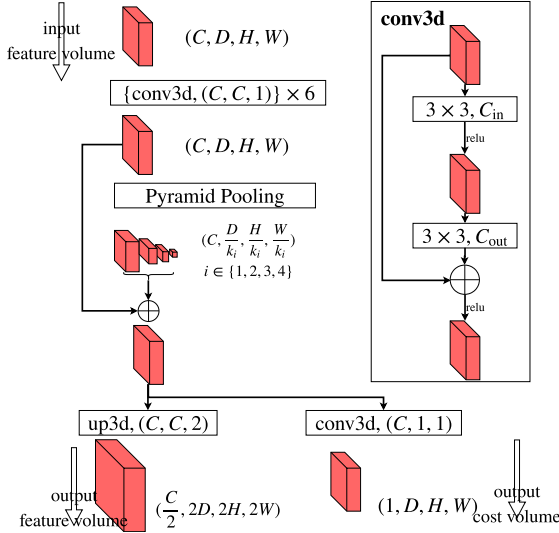 input
feature volume
(C, D, H, W)
{conv3d, (C, C, 1)} × 6
(C, D, H, W)
Pyramid Pooling
(C, D/k_i, H/k_i, W/k_i)
i ∈ {1, 2, 3, 4}
up3d, (C, C, 2)
conv3d, (C, 1, 1)
output
feature volume
(C/2, 2D, 2H, 2W)
(1, D, H, W)
output
cost volume
conv3d
3 × 3, C_in
relu
3 × 3, C_out
relu